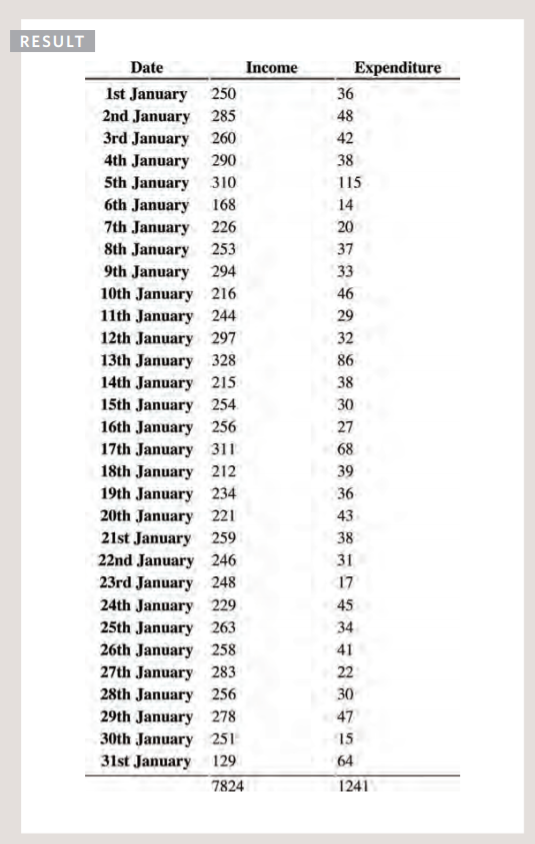 RESULT
Date Income Expenditure
1st January 250 36
2nd January 285 48
3rd January 260 42
4th January 290 38
5th January 310 115
6th January 168 14
7th January 226 20
8th January 253 37
9th January 294 33
10th January 216 46
11th January 244 29
12th January 297 32
13th January 328 86
14th January 215 38
15th January 254 30
16th January 256 27
17th January 311 68
18th January 212 39
19th January 234 36
20th January 221 43
21st January 259 38
22nd January 246 31
23rd January 248 17
24th January 229 45
25th January 263 34
26th January 258 41
27th January 283 22
28th January 256 30
29th January 278 47
30th January 251 15
31st January 129 64
7824 1241